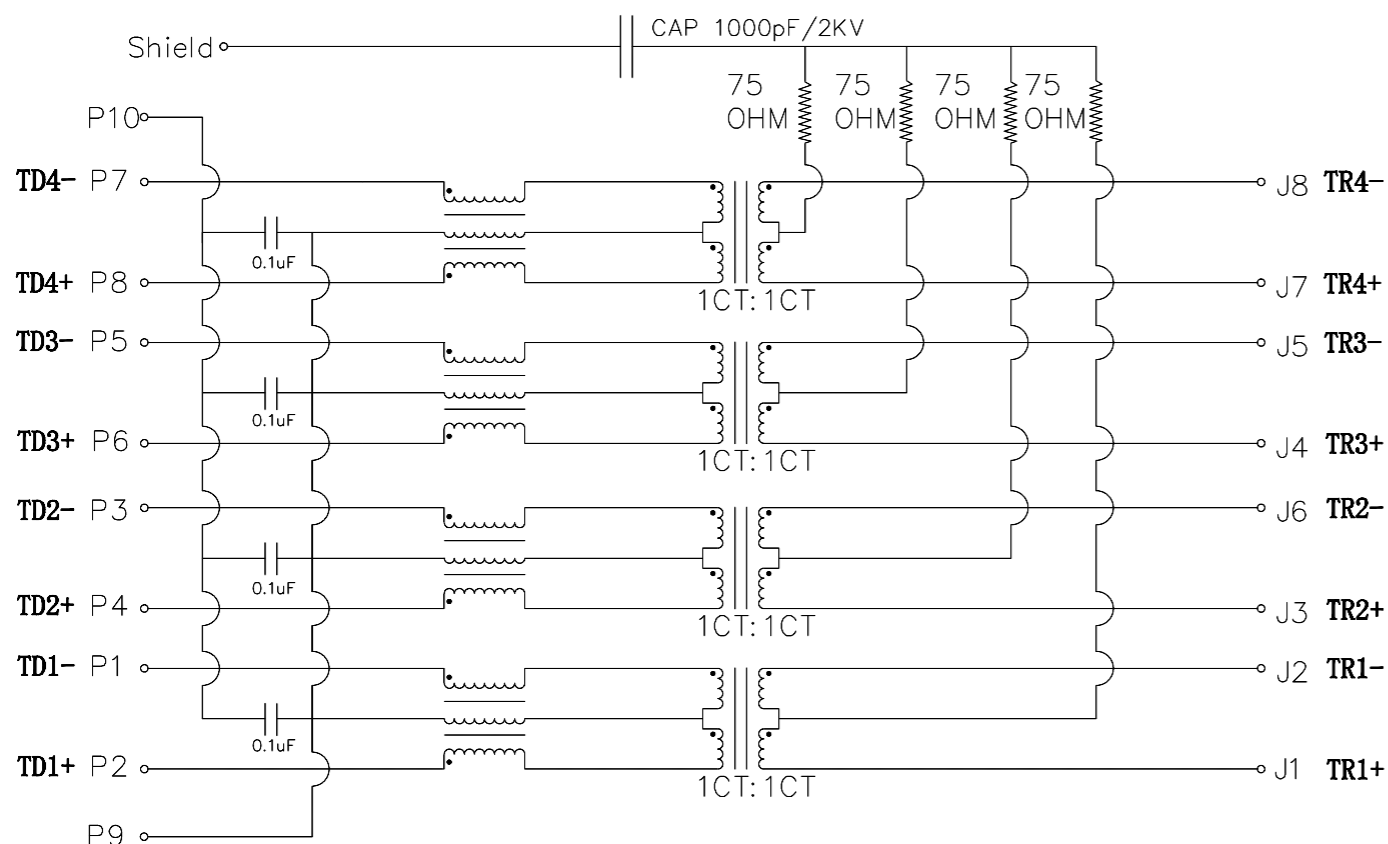 CAP 1000pF/2KV
Shield
75 75 75 75
OHM OHM OHM OHM
P10
TD4- P7 J8 TR4-
0.1uF
TD4+ P8 J7 TR4+
1CT:1CT
TD3- P5 J5 TR3-
0.1uF
TD3+ P6 J4 TR3+
1CT:1CT
TD2- P3 J6 TR2-
0.1uF
TD2+ P4 J3 TR2+
1CT:1CT
TD1- P1 J2 TR1-
0.1uF
TD1+ P2 J1 TR1+
1CT:1CT
P9